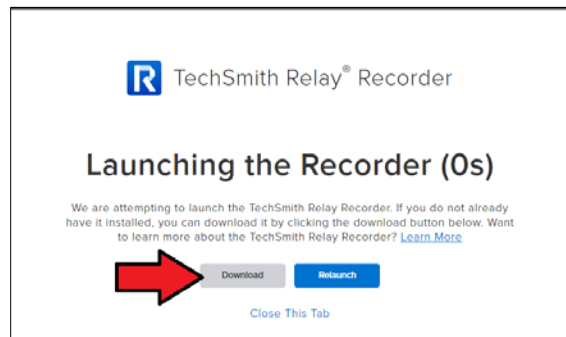 R TechSmith Relay® Recorder
Launching the Recorder (0s)
We are attempting to launch the TechSmith Relay Recorder. If you do not already
have it installed, you can download it by clicking the download button below. Want
to learn more about the TechSmith Relay Recorder? Learn More
Download Relaunch
Close This Tab